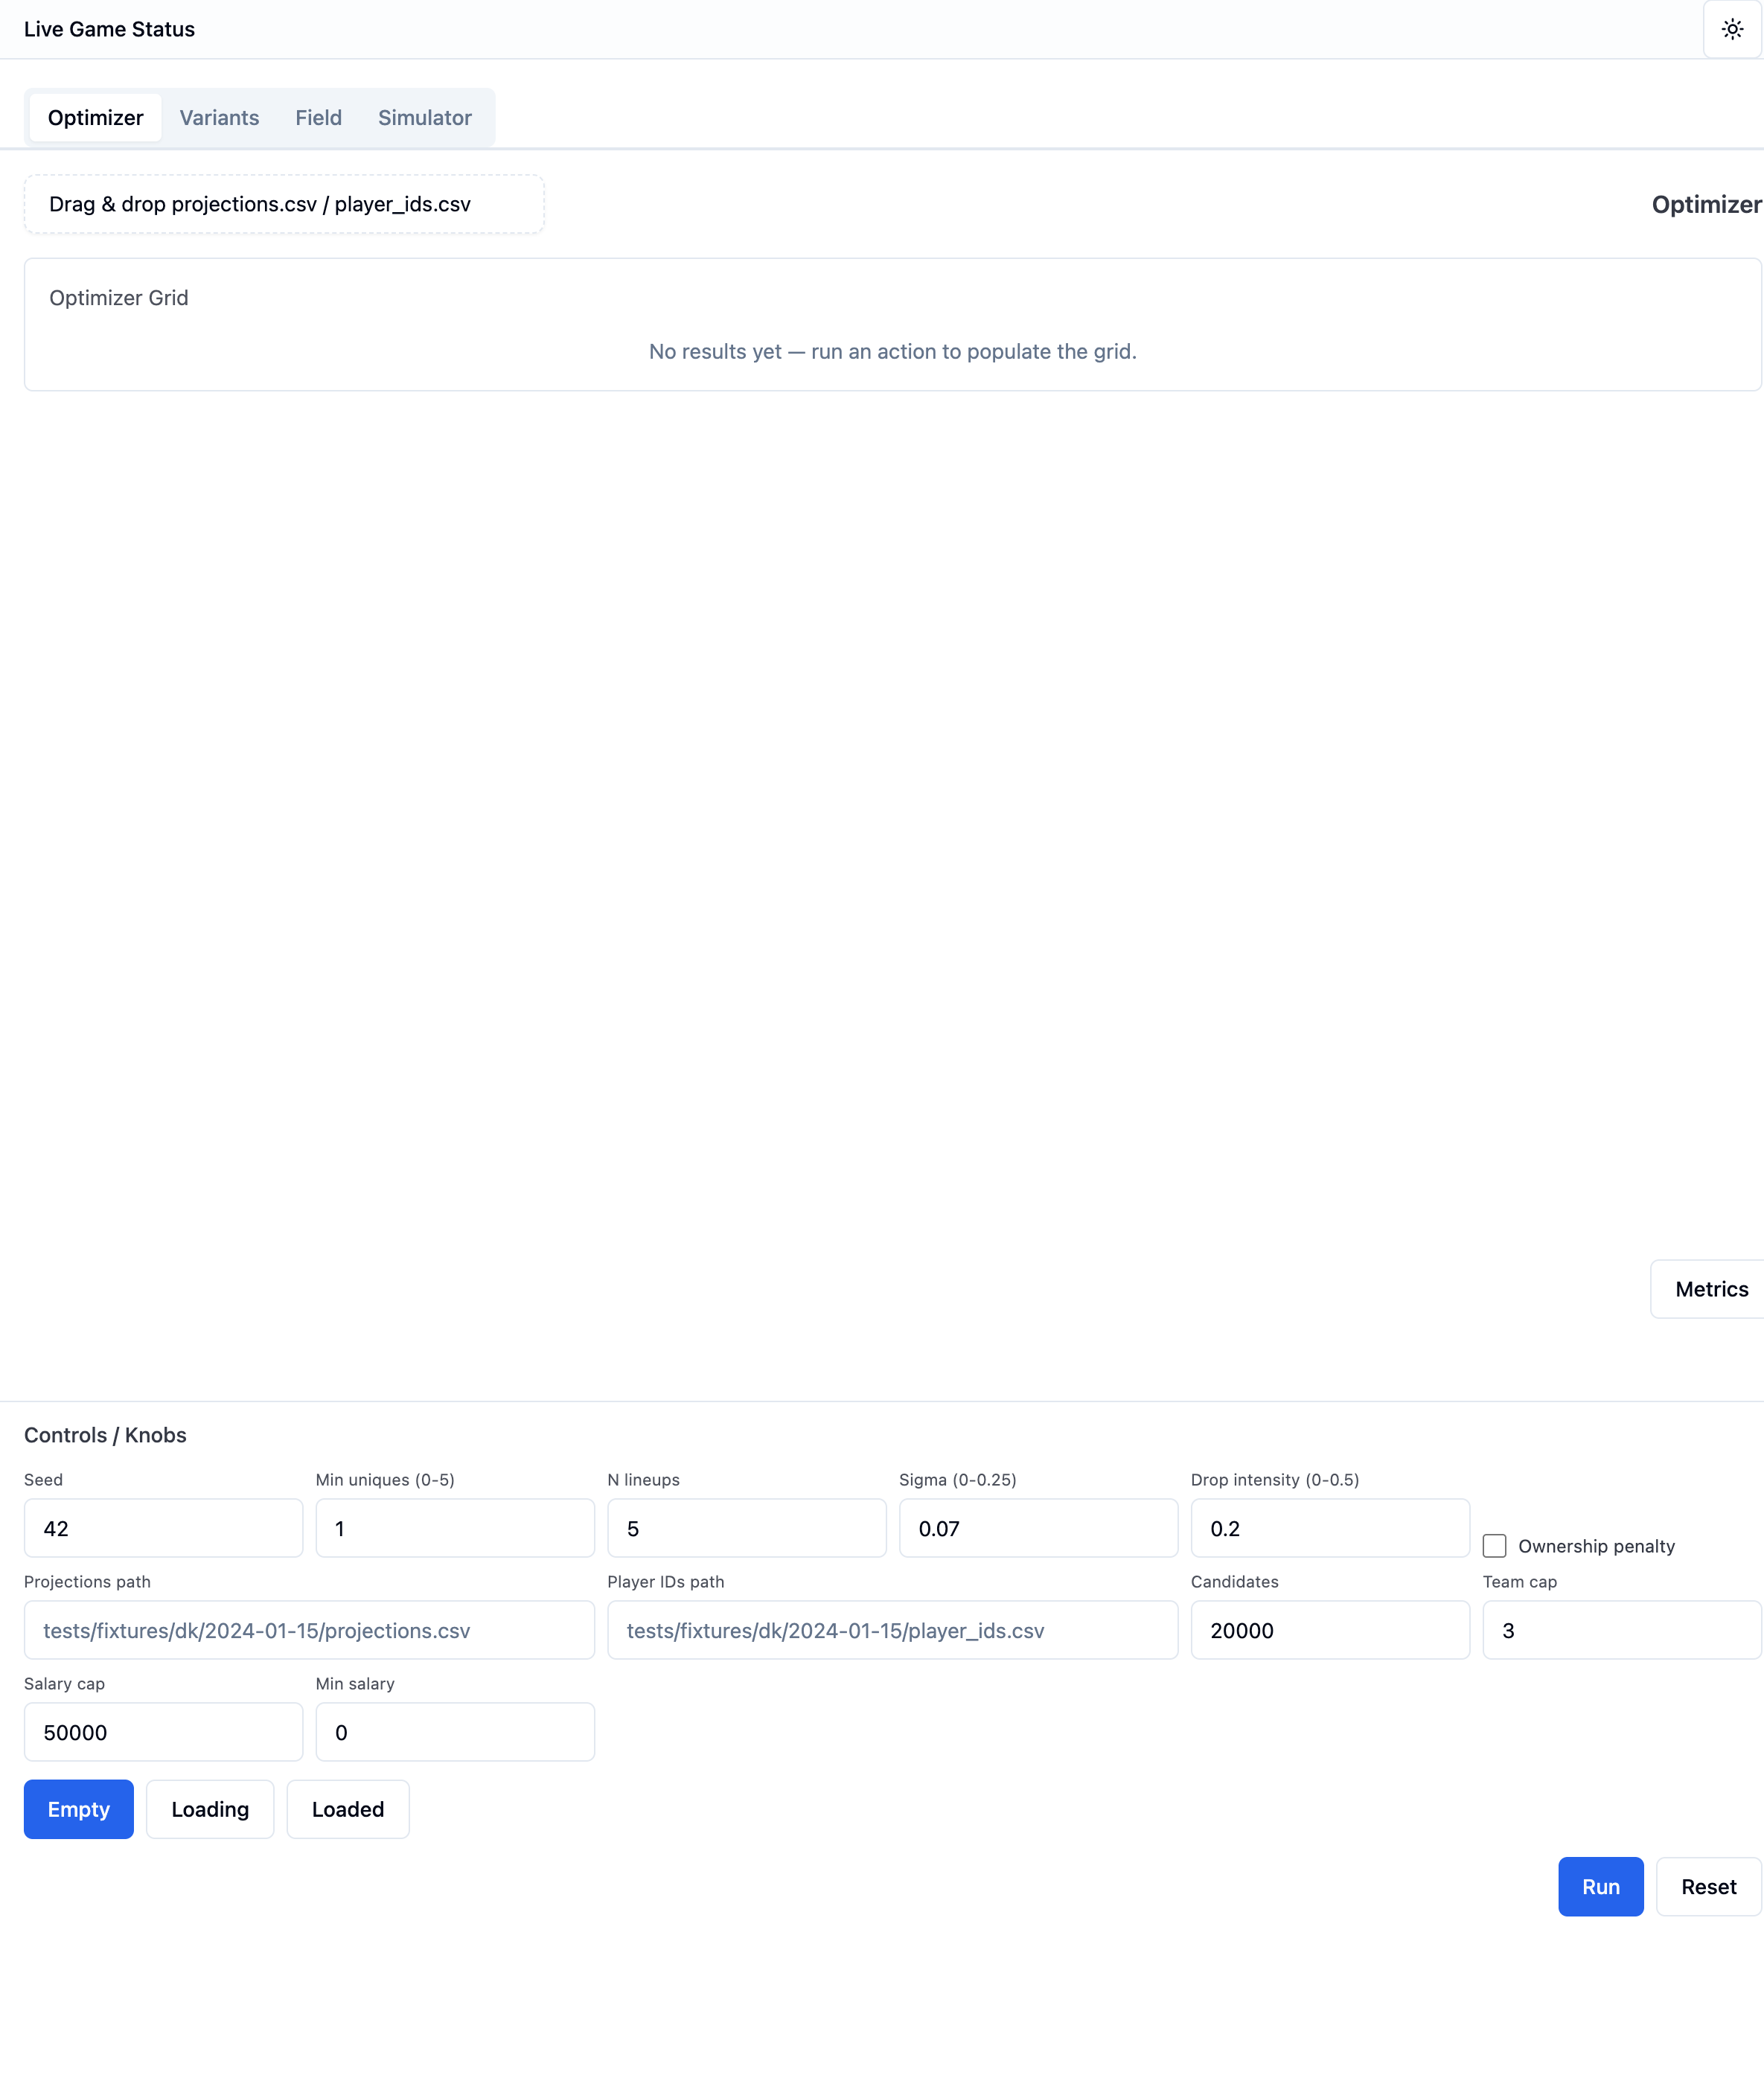 Live Game Status
Optimizer Variants Field Simulator
Drag & drop projections.csv / player_ids.csv
Optimizer
Optimizer Grid
No results yet — run an action to populate the grid.
Metrics
Controls / Knobs
Seed Min uniques (0-5) N lineups Sigma (0-0.25) Drop intensity (0-0.5)
42 1 5 0.07 0.2
Ownership penalty
Projections path Player IDs path Candidates Team cap
tests/fixtures/dk/2024-01-15/projections.csv tests/fixtures/dk/2024-01-15/player_ids.csv 20000 3
Salary cap Min salary
50000 0
Empty Loading Loaded
Run Reset